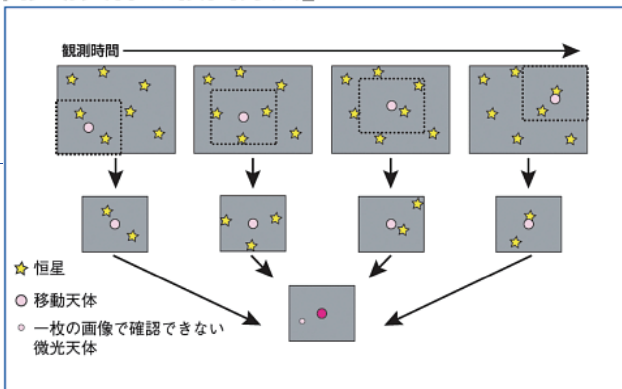 観測時間
恒星
移動天体
一枚の画像で確認できない
微光天体